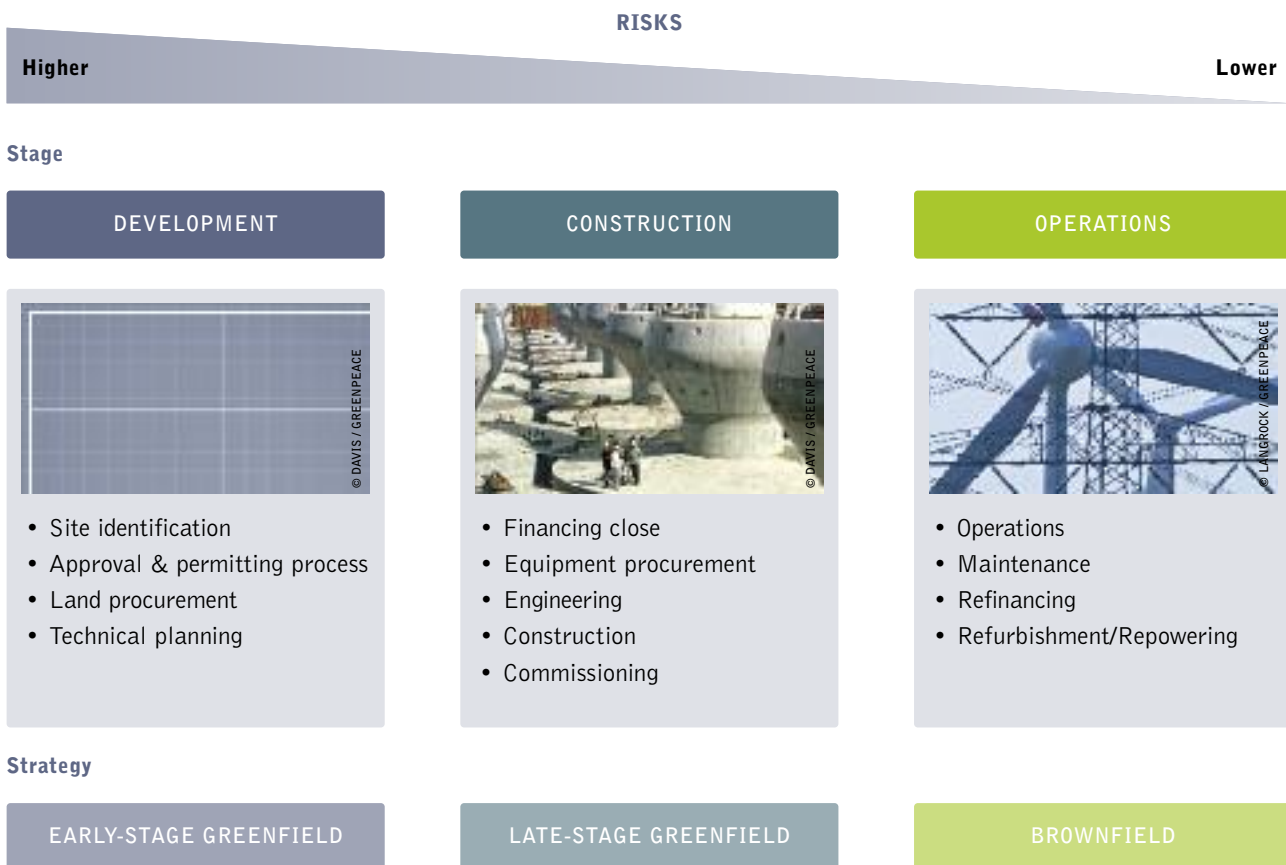 RISKS
Higher
Lower
Stage
DEVELOPMENT
© DAVIS / GREENPEACE
• Site identification
• Approval & permitting process
• Land procurement
• Technical planning
CONSTRUCTION
© DAVIS / GREENPEACE
• Financing close
• Equipment procurement
• Engineering
• Construction
• Commissioning
OPERATIONS
© LANGROCK / GREENPEACE
• Operations
• Maintenance
• Refinancing
• Refurbishment/Repowering
Strategy
EARLY-STAGE GREENFIELD
LATE-STAGE GREENFIELD
BROWNFIELD